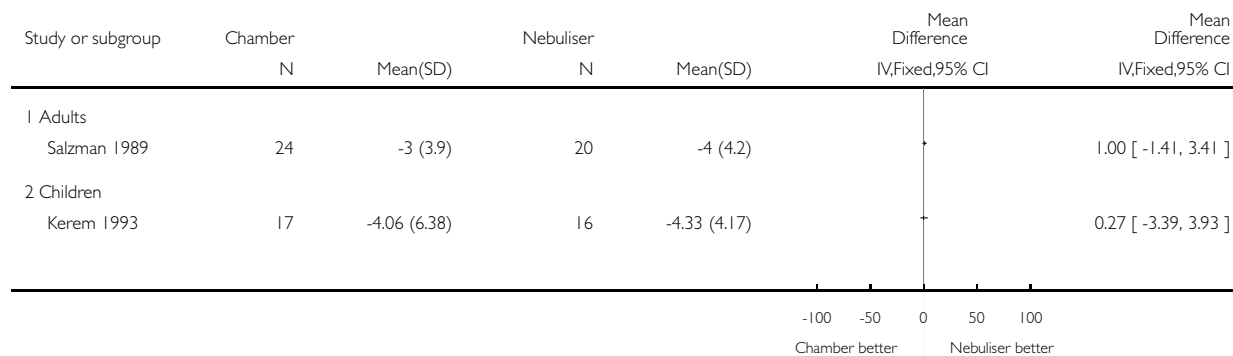 Study or subgroup Chamber Nebuliser Mean Difference Mean Difference
N Mean(SD) N Mean(SD) IV,Fixed,95% CI IV,Fixed,95% CI
1 Adults
Salzman 1989 24 -3 (3.9) 20 -4 (4.2) 1.00 [ -1.41, 3.41 ]
2 Children
Kerem 1993 17 -4.06 (6.38) 16 -4.33 (4.17) 0.27 [ -3.39, 3.93 ]
-100 -50 0 50 100
Chamber better Nebuliser better